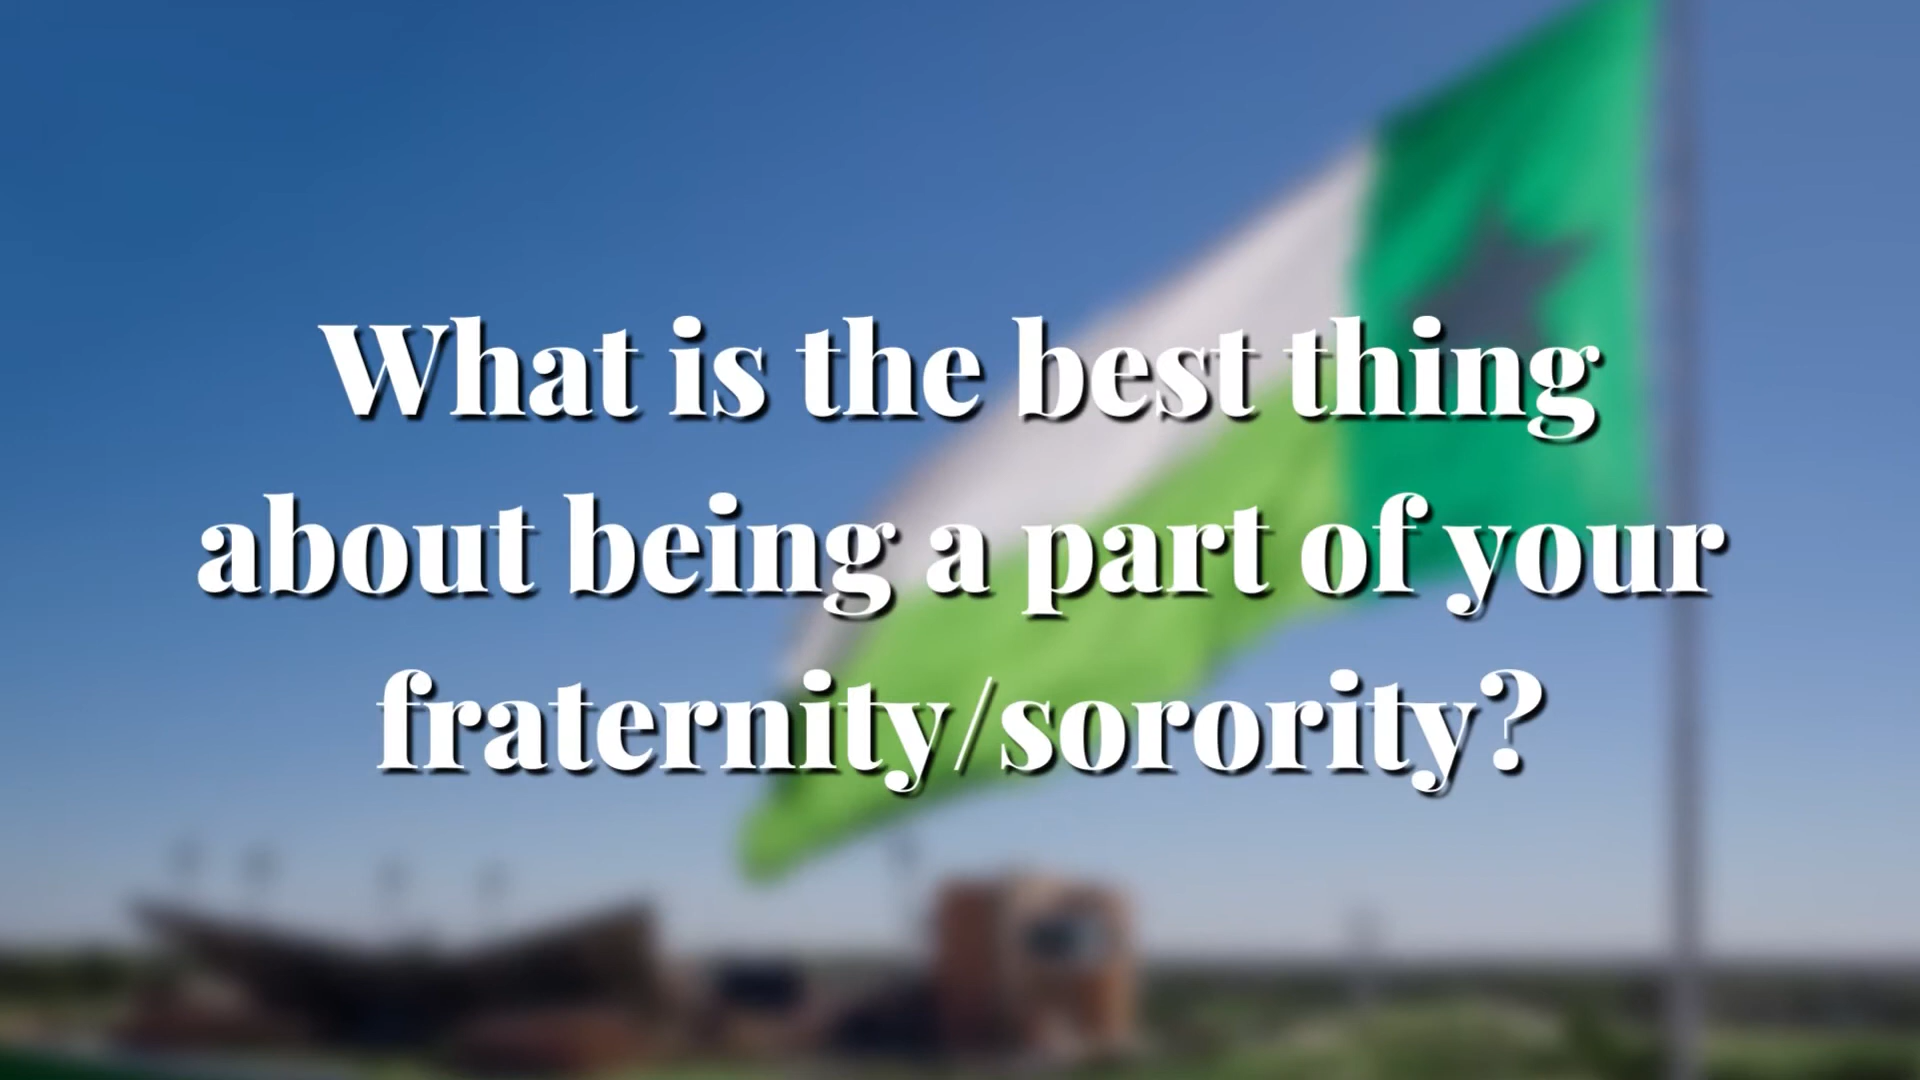 What is the best thing
about being a part of your
fraternity/sorority?